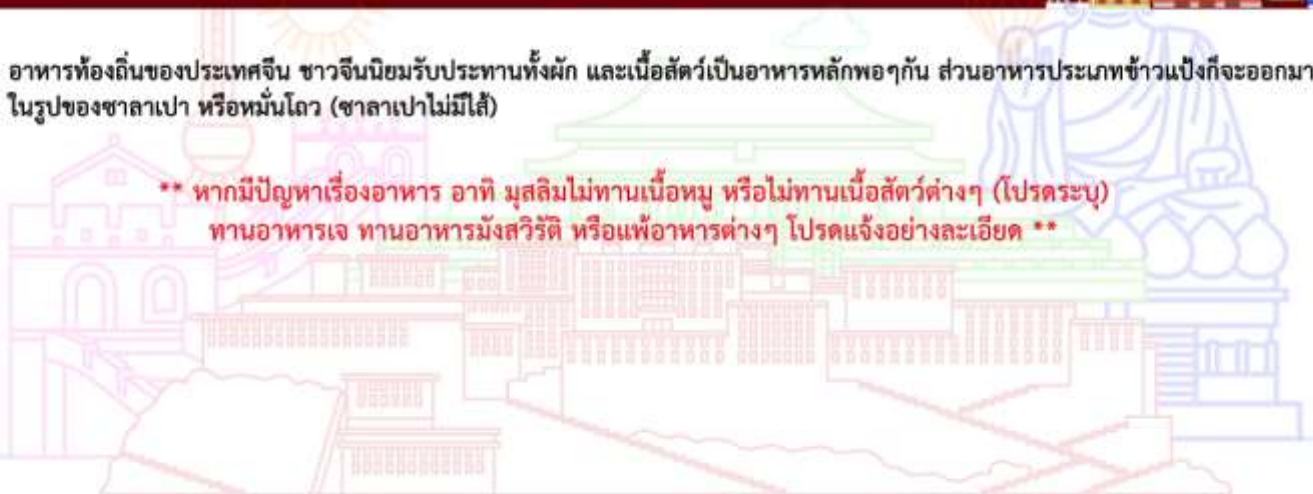 อาหารท้องถิ่นของประเทศจีน ชาวจีนนิยมรับประทานทั้งผัก และเนื้อสัตว์เป็นอาหารหลักพอๆกัน ส่วนอาหารประเภทข้าวแป้งก็จะออกมา
ในรูปของซาลาเปา หรือหมั่นโถว (ซาลาเปาไม่มีไส้)
** หากมีปัญหาเรื่องอาหาร อาทิ มุสลิมไม่ทานเนื้อหมู หรือไม่ทานเนื้อสัตว์ต่างๆ (โปรดระบุ)
ทานอาหารเจ ทานอาหารมังสวิรัติ หรือแพ้อาหารต่างๆ โปรดแจ้งอย่างละเอียด **